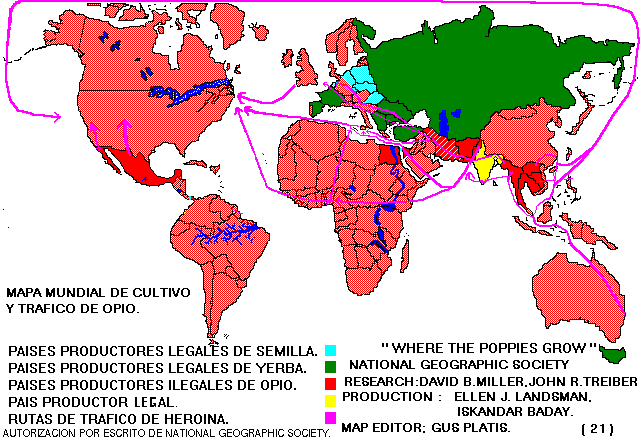 MAPA MUNDIAL DE CULTIVO
Y TRAFICO DE OPIO.
PAISES PRODUCTORES LEGALES DE SEMILLA.
PAISES PRODUCTORES LEGALES DE YERBA.
PAISES PRODUCTORES ILEGALES DE OPIO.
PAIS PRODUCTOR LEGAL.
RUTAS DE TRAFICO DE HEROINA.
AUTORIZACION POR ESCRITO DE NATIONAL GEOGRAPHIC SOCIETY.
"WHERE THE POPPIES GROW"
NATIONAL GEOGRAPHIC SOCIETY
RESEARCH:DAVID B.MILLER,JOHN R.TREIBER
PRODUCTION : ELLEN J. LANDSMAN,
ISKANDAR BADAY.
MAP EDITOR; GUS PLATIS. (21)